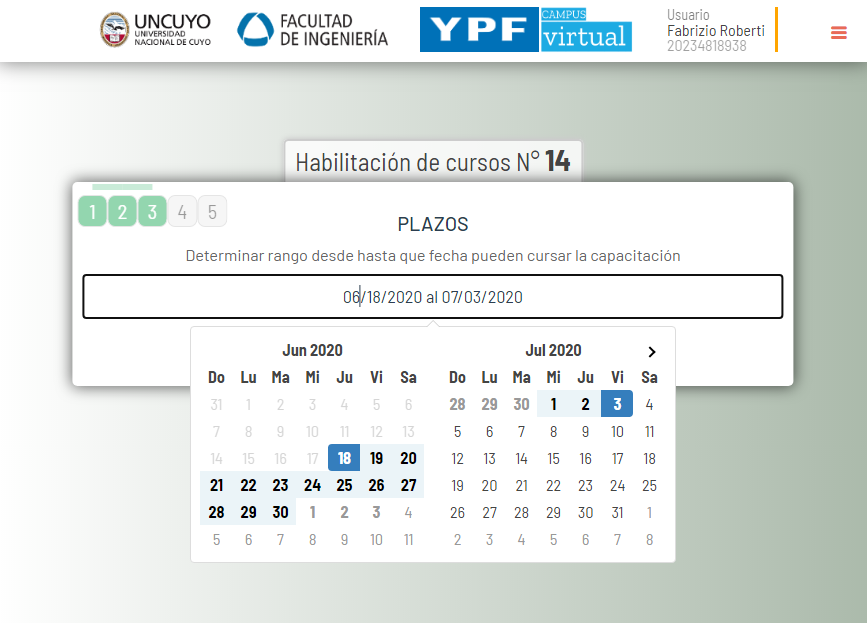 UNCUYO
UNIVERSIDAD
NACIONAL DE CUYO
FACULTAD
DE INGENIERÍA
YPF
CAMPUS
virtual
Usuario
Fabrizio Roberti
20234818938
Habilitación de cursos N° 14
1 2 3 4 5
PLAZOS
Determinar rango desde hasta que fecha pueden cursar la capacitación
06/18/2020 al 07/03/2020
Jun 2020
Do Lu Ma Mi Ju Vi Sa
31 1 2 3 4 5 6
7 8 9 10 11 12 13
14 15 16 17 18 19 20
21 22 23 24 25 26 27
28 29 30 1 2 3 4
5 6 7 8 9 10 11
Jul 2020
Do Lu Ma Mi Ju Vi Sa
28 29 30 1 2 3 4
5 6 7 8 9 10 11
12 13 14 15 16 17 18
19 20 21 22 23 24 25
26 27 28 29 30 31 1
2 3 4 5 6 7 8